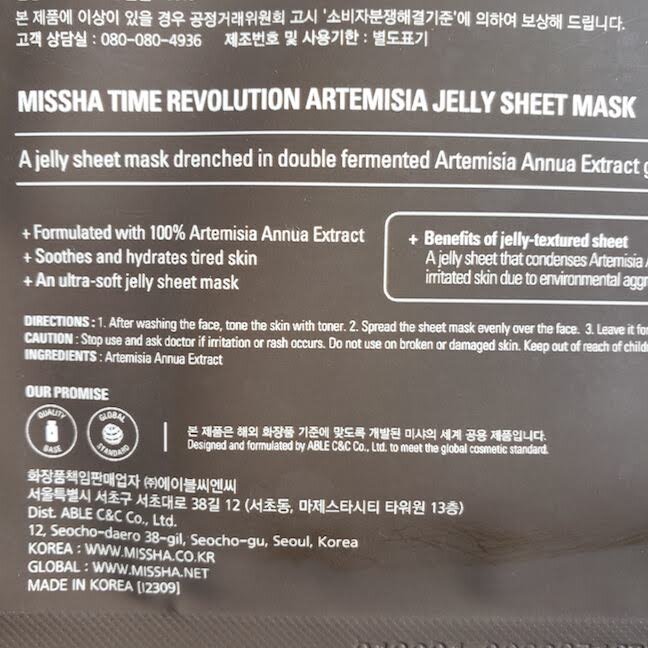 본 제품에 이상이 있을 경우 공정거래위원회 고시 '소비자분쟁해결기준'에 의하여 보상해 드립니다.
고객 상담실 : 080-080-4936 제조번호 및 사용기한 : 별도표기
MISSHA TIME REVOLUTION ARTEMISIA JELLY SHEET MASK
A jelly sheet mask drenched in double fermented Artemisia Annua Extract
+ Formulated with 100% Artemisia Annua Extract
+ Soothes and hydrates tired skin
+ An ultra-soft jelly sheet mask
+ Benefits of jelly-textured sheet
A jelly sheet that condenses Artemisia
irritated skin due to environmental
DIRECTIONS : 1. After washing the face, tone the skin with toner. 2. Spread the sheet mask evenly over the face. 3. Leave it for
CAUTION : Stop use and ask doctor if irritation or rash occurs. Do not use on broken or damaged skin. Keep out of reach of
INGREDIENTS : Artemisia Annua Extract
OUR PROMISE
QUALITY BASE
GLOBAL STANDARD
본 제품은 해외 화장품 기준에 맞도록 개발된 미샤의 세계 공용 제품입니다.
Designed and formulated by ABLE C&C Co., Ltd. to meet the global cosmetic standard.
화장품책임판매업자 ㈜에이블씨엔씨
서울특별시 서초구 서초대로 38길 12 (서초동, 마제스타시티 타워원 13층)
Dist. ABLE C&C Co., Ltd.
12, Seocho-daero 38-gil, Seocho-gu, Seoul, Korea
KOREA : WWW.MISSHA.CO.KR
GLOBAL : WWW.MISSHA.NET
MADE IN KOREA [I2309]